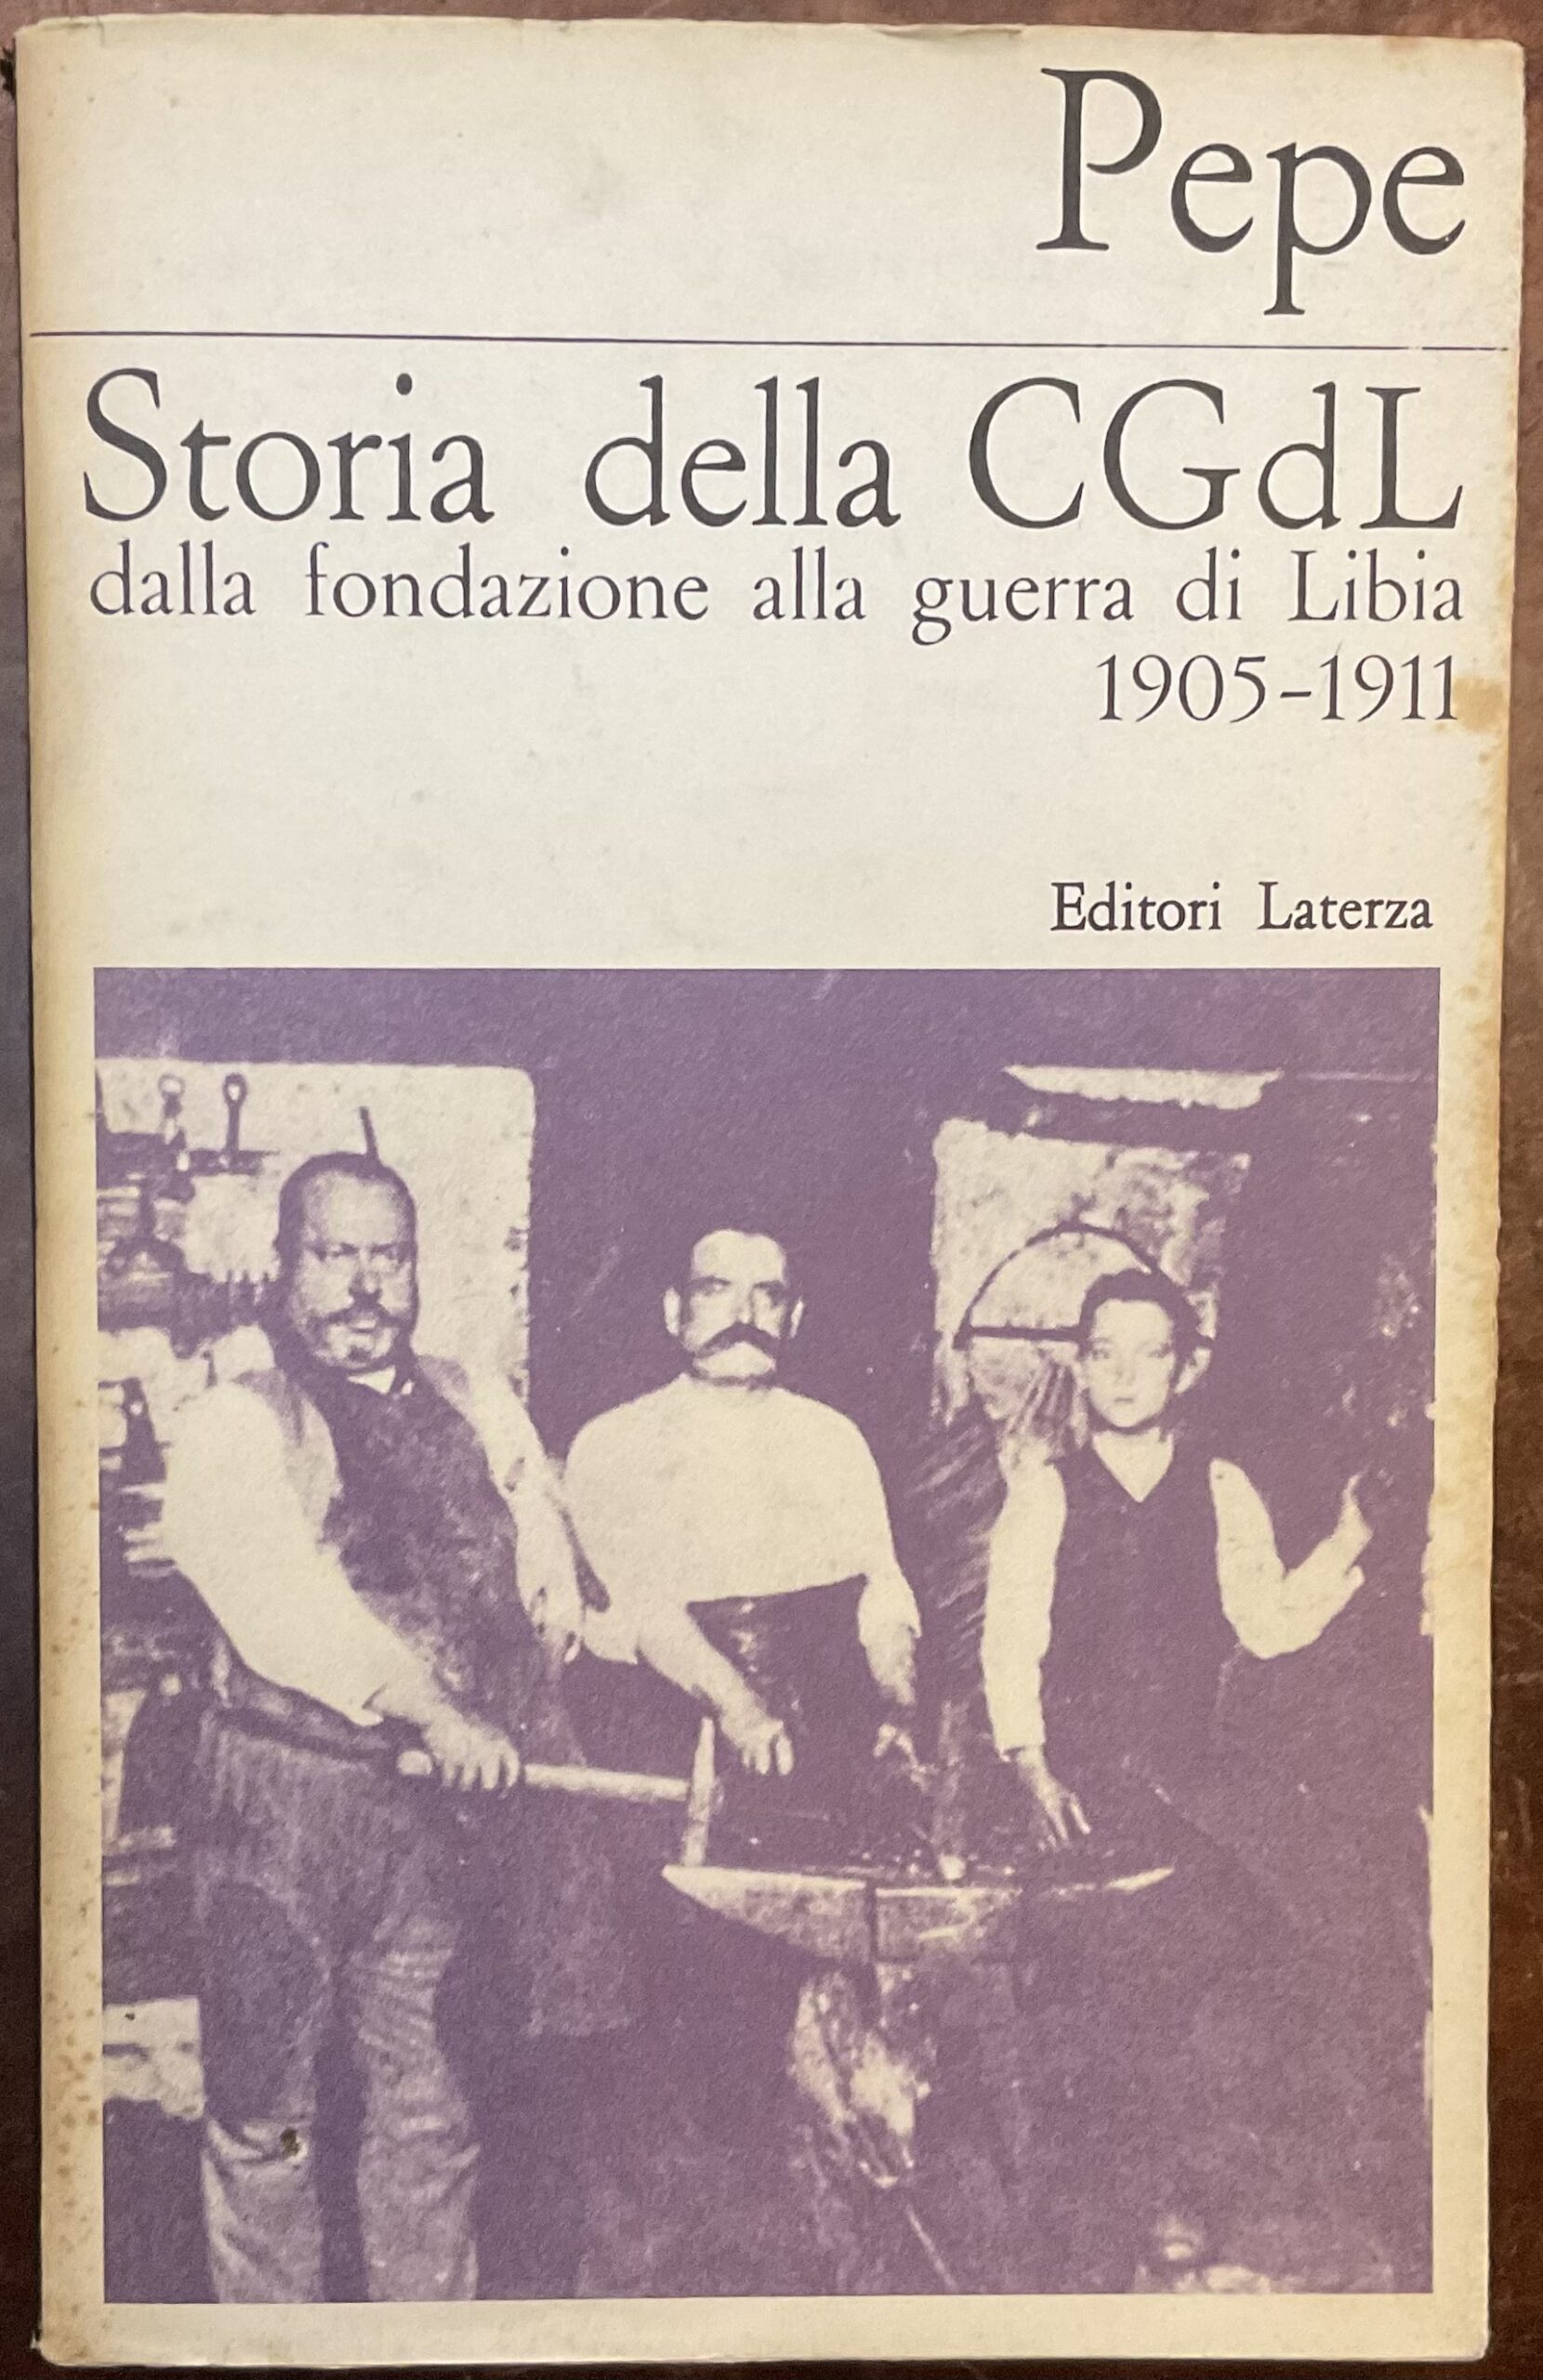 Pepe
Storia della CGdL
dalla fondazione alla guerra di Libia
1905-1911
Editori Laterza